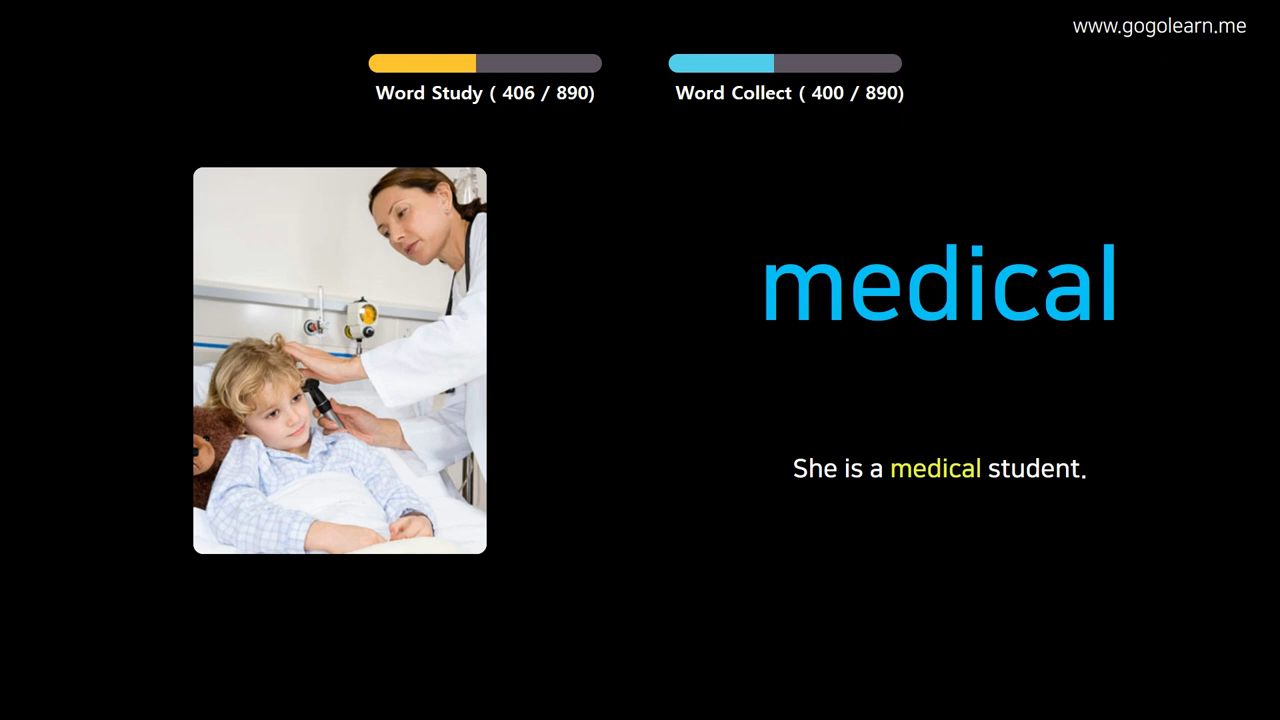 www.gogolearn.me
Word Study ( 406 / 890)
Word Collect ( 400 / 890)
medical
She is a medical student.